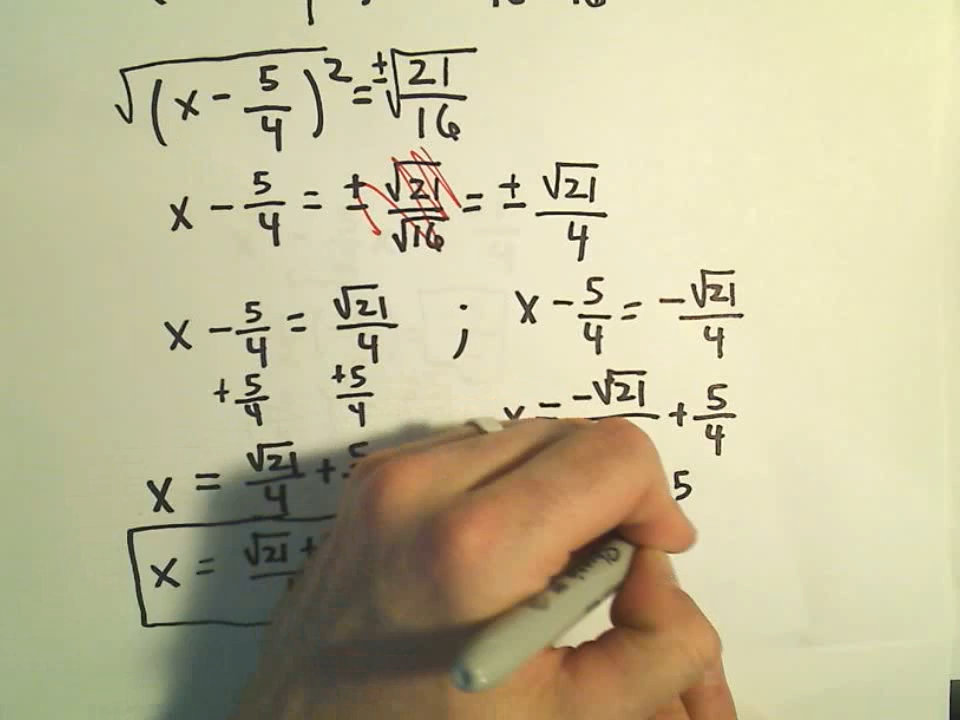 √(x - 5/4)² = ±√21/16
x - 5/4 = ± √21/√16 = ± √21/4
x - 5/4 = √21/4 ; x - 5/4 = -√21/4
+5/4 +5/4
x = -√21 + 5/4
x = √21/4 + 5
5
x = √21 +